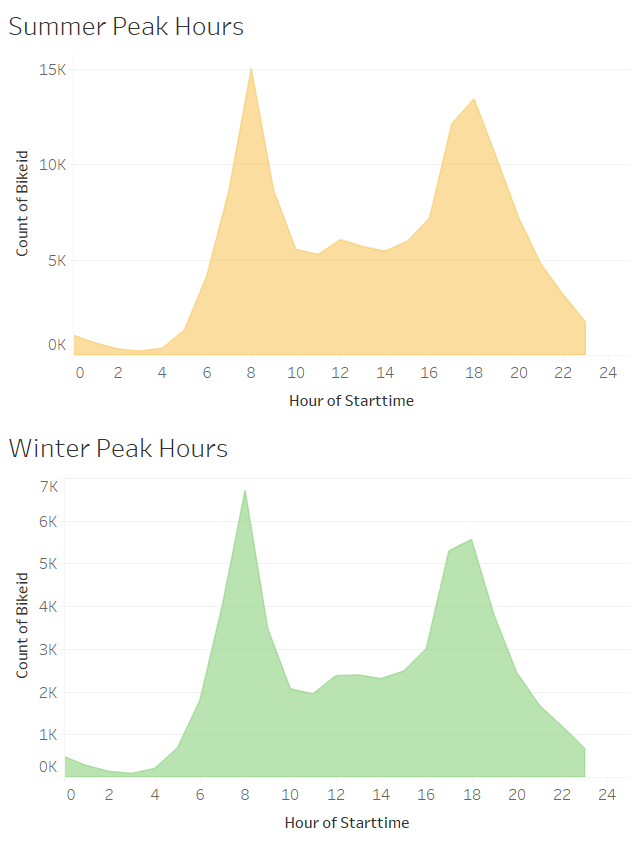 Summer Peak Hours
15K
10K
5K
0K
Count of Bikeid
0 2 4 6 8 10 12 14 16 18 20 22 24
Hour of Starttime
Winter Peak Hours
7K
6K
5K
4K
3K
2K
1K
0K
Count of Bikeid
0 2 4 6 8 10 12 14 16 18 20 22 24
Hour of Starttime